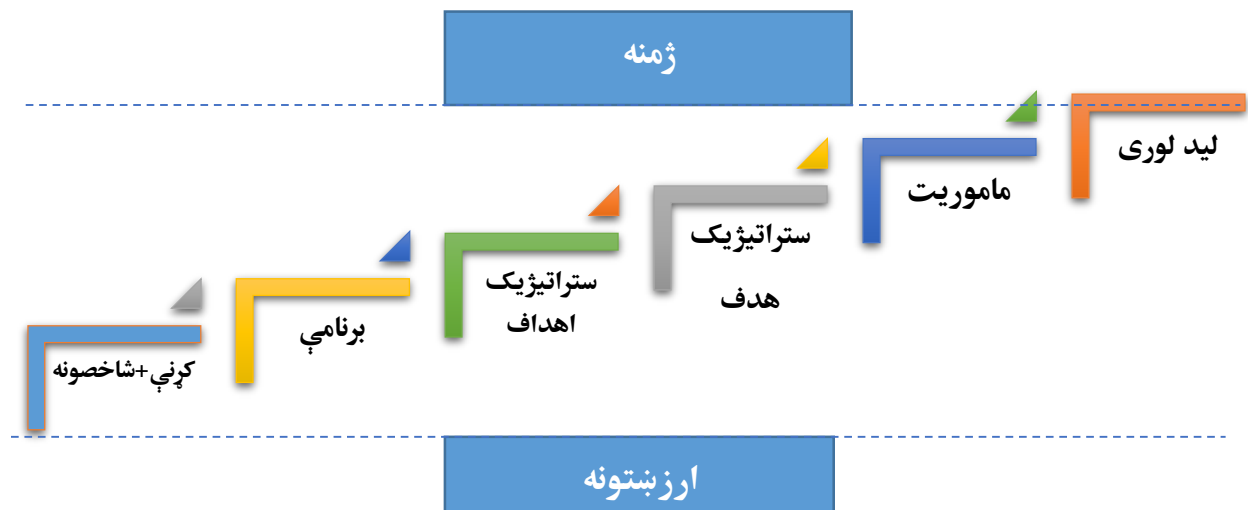 ژمنه
لید لوری
ماموریت
ستراتیژیک
هدف
ستراتیژیک
اهداف
برنامې
کړنې+شاخصونه
ارزښتونه